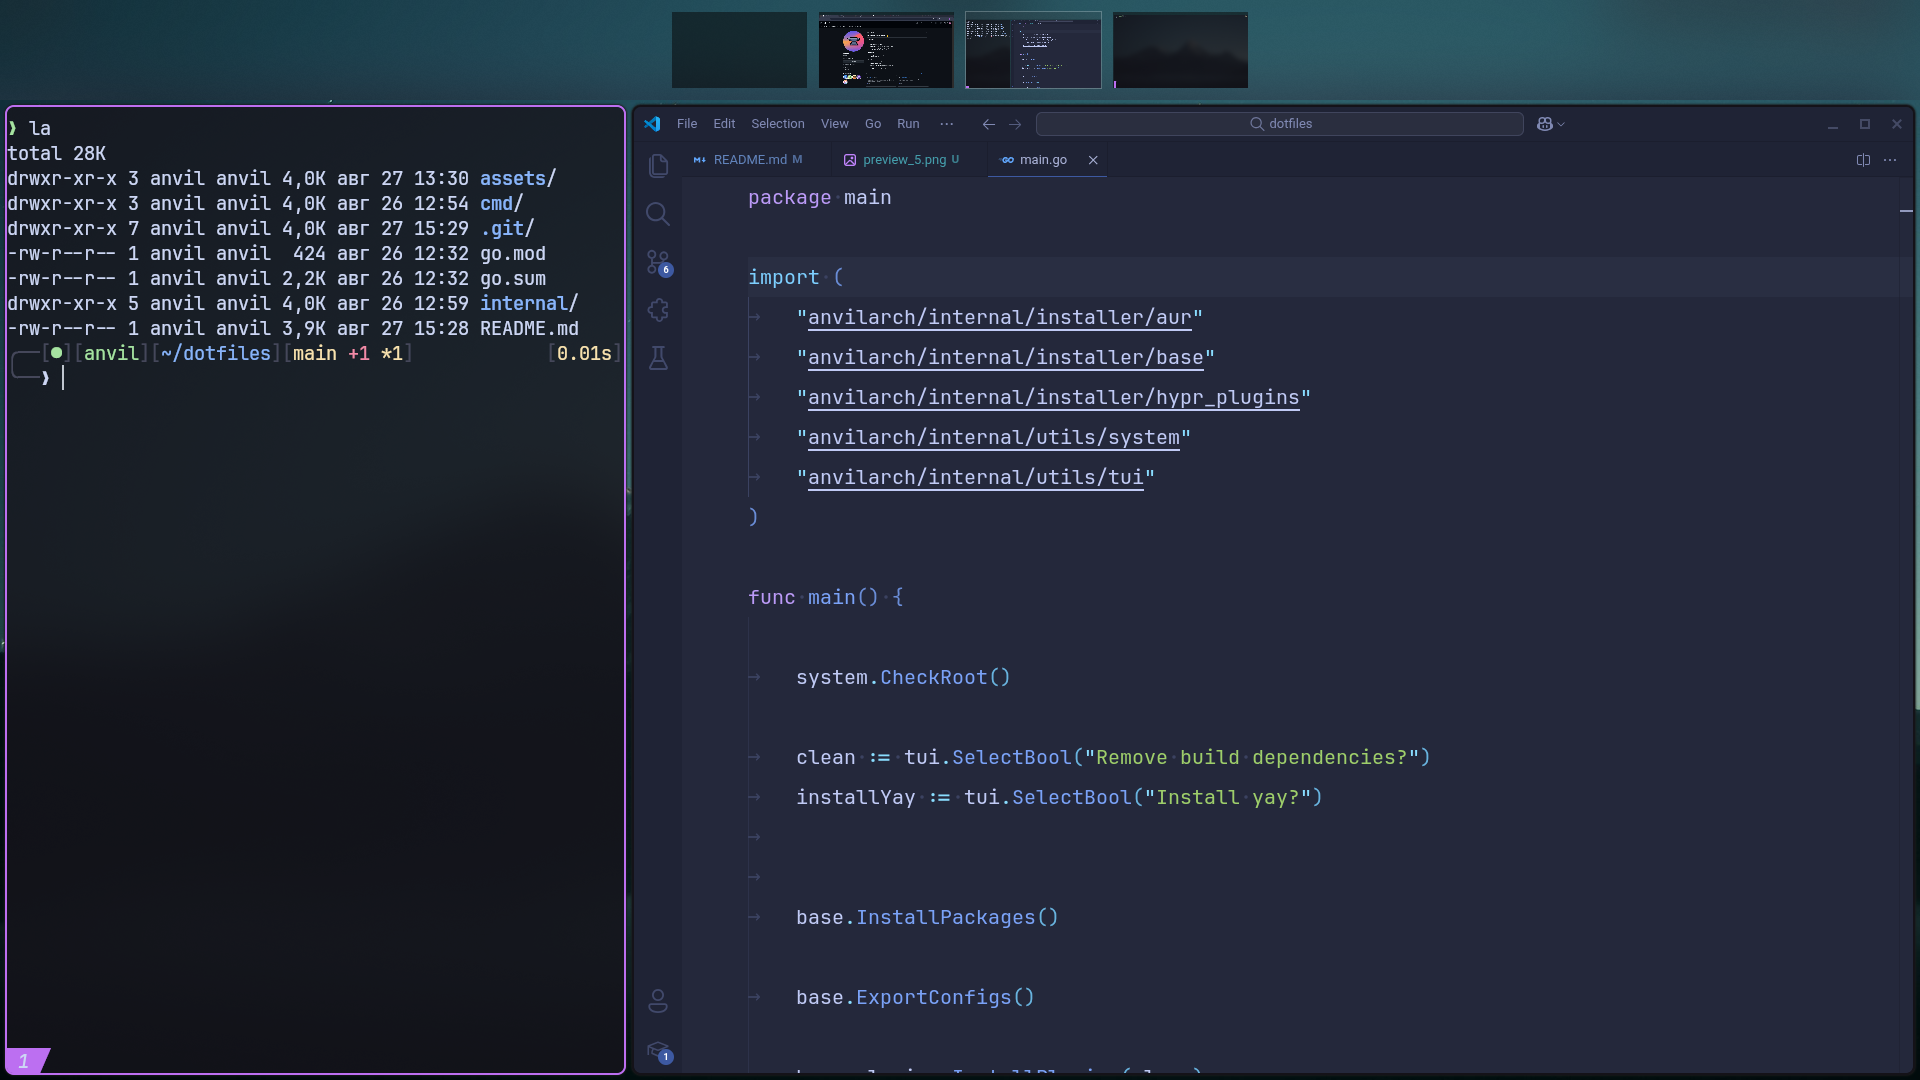 ❱ la
total 28K
drwxr-xr-x 3 anvil anvil 4,0K авг 27 13:30 assets/
drwxr-xr-x 3 anvil anvil 4,0K авг 26 12:54 cmd/
drwxr-xr-x 7 anvil anvil 4,0K авг 27 15:29 .git/
-rw-r--r-- 1 anvil anvil  424 авг 26 12:32 go.mod
-rw-r--r-- 1 anvil anvil 2,2K авг 26 12:32 go.sum
drwxr-xr-x 5 anvil anvil 4,0K авг 26 12:59 internal/
-rw-r--r-- 1 anvil anvil 3,9K авг 27 15:28 README.md
[●][anvil][~/dotfiles][main +1 *1] [0.01s]
❱
1
File Edit Selection View Go Run ··· ← → dotfiles
README.md M preview_5.png U main.go
6
1
package main
import (
"anvilarch/internal/installer/aur"
"anvilarch/internal/installer/base"
"anvilarch/internal/installer/hypr_plugins"
"anvilarch/internal/utils/system"
"anvilarch/internal/utils/tui"
)
func main() {
system.CheckRoot()
clean := tui.SelectBool("Remove build dependencies?")
installYay := tui.SelectBool("Install yay?")
base.InstallPackages()
base.ExportConfigs()